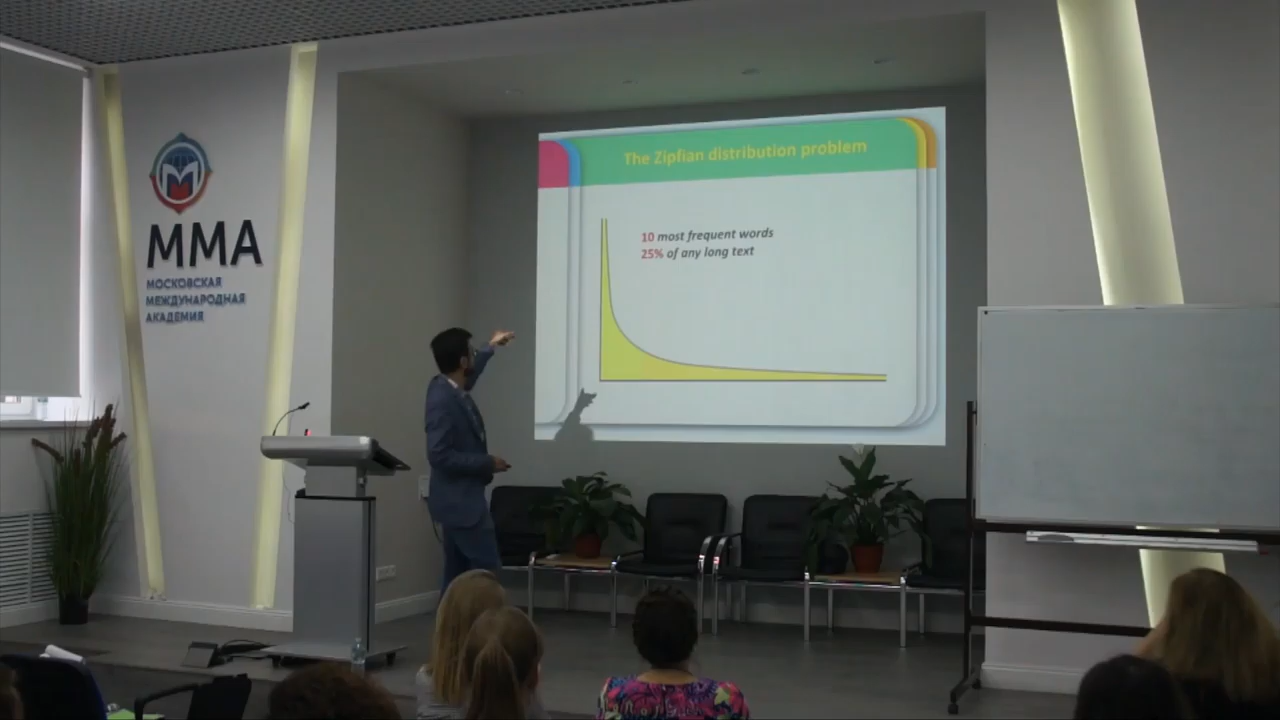 The Zipfian distribution problem
10 most frequent words
25% of any long text
М
ММА
МОСКОВСКАЯ
МЕЖДУНАРОДНАЯ
АКАДЕМИЯ